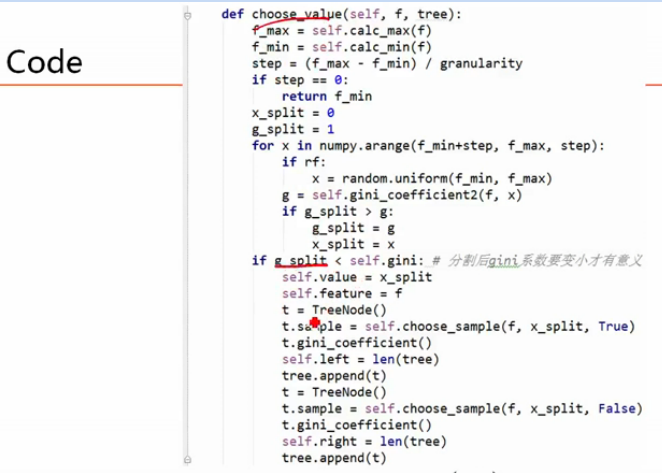 Code
def choose_value(self, f, tree):
f_max = self.calc_max(f)
f_min = self.calc_min(f)
step = (f_max - f_min) / granularity
if step == 0:
return f_min
x_split = 0
g_split = 1
for x in numpy.arange(f_min+step, f_max, step):
if rf:
x = random.uniform(f_min, f_max)
g = self.gini_coefficient2(f, x)
if g_split > g:
g_split = g
x_split = x
if g_split < self.gini: # 分割后gini系数要变小才有意义
self.value = x_split
self.feature = f
t = TreeNode()
t.sample = self.choose_sample(f, x_split, True)
t.gini_coefficient()
self.left = len(tree)
tree.append(t)
t = TreeNode()
t.sample = self.choose_sample(f, x_split, False)
t.gini_coefficient()
self.right = len(tree)
tree.append(t)